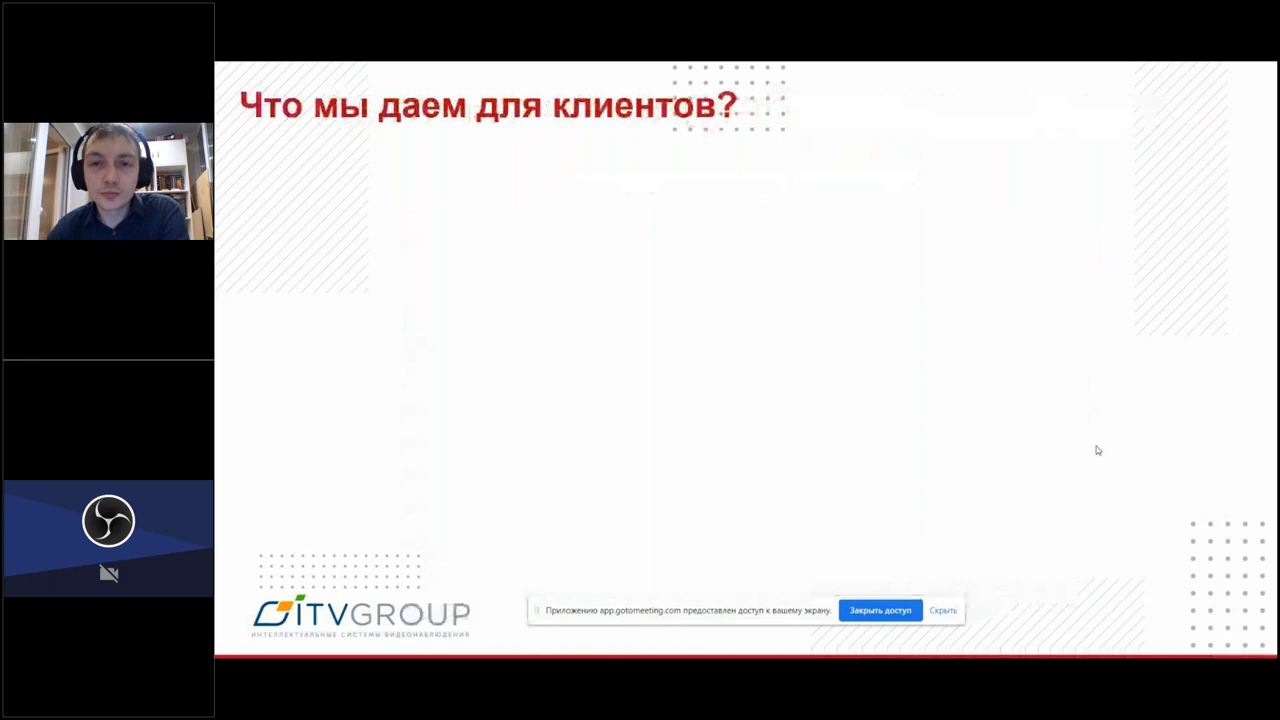 Что мы даем для клиентов?
ITVGROUP
ИНТЕЛЛЕКТУАЛЬНЫЕ СИСТЕМЫ ВИДЕОНАБЛЮДЕНИЯ
Приложению app.gotomeeting.com предоставлен доступ к вашему экрану.
Закрыть доступ
Скрыть